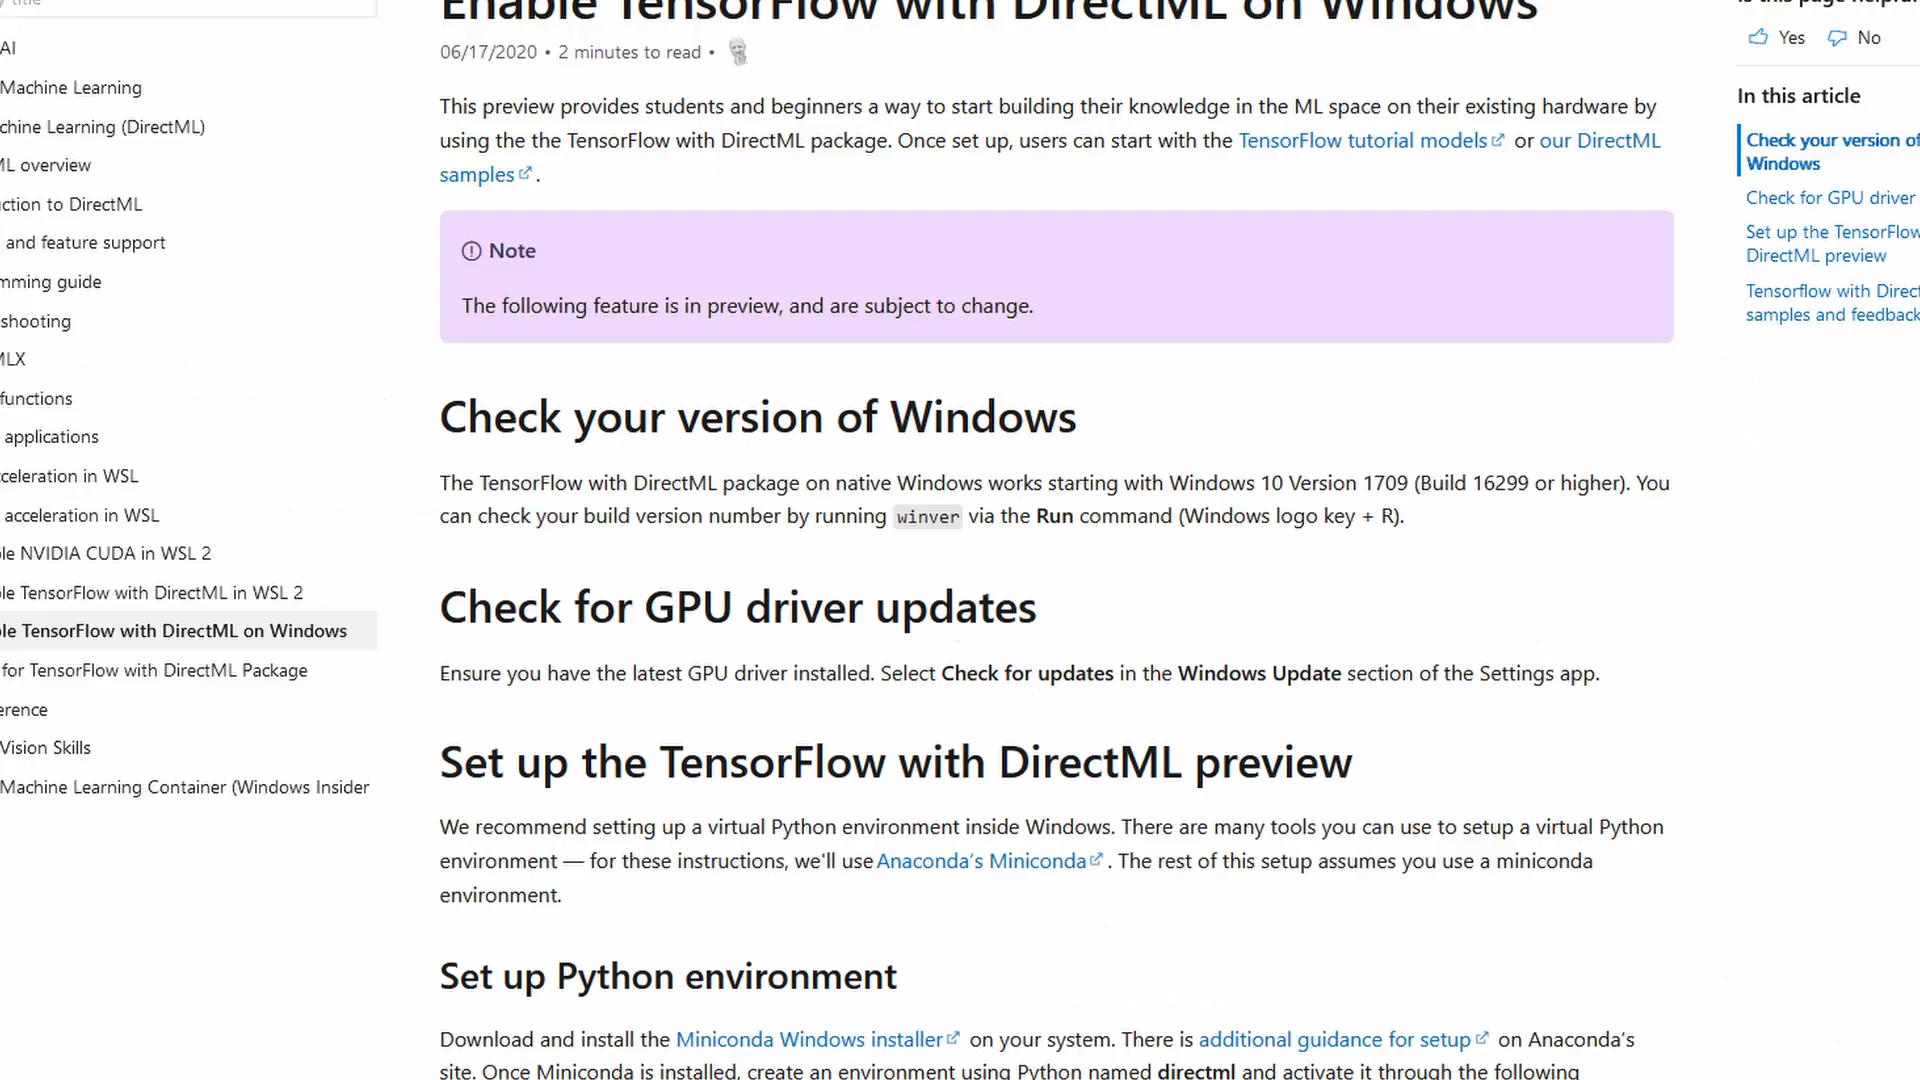 Enable TensorFlow with DirectML on Windows
06/17/2020 • 2 minutes to read •
This preview provides students and beginners a way to start building their knowledge in the ML space on their existing hardware by
using the the TensorFlow with DirectML package. Once set up, users can start with the TensorFlow tutorial models or our DirectML
samples .
Note
The following feature is in preview, and are subject to change.
Check your version of Windows
The TensorFlow with DirectML package on native Windows works starting with Windows 10 Version 1709 (Build 16299 or higher). You
can check your build version number by running winver via the Run command (Windows logo key + R).
Check for GPU driver updates
Ensure you have the latest GPU driver installed. Select Check for updates in the Windows Update section of the Settings app.
Set up the TensorFlow with DirectML preview
We recommend setting up a virtual Python environment inside Windows. There are many tools you can use to setup a virtual Python
environment — for these instructions, we'll use Anaconda's Miniconda . The rest of this setup assumes you use a miniconda
environment.
Set up Python environment
Download and install the Miniconda Windows installer on your system. There is additional guidance for setup on Anaconda's
site. Once Miniconda is installed, create an environment using Python named directml and activate it through the following
AI
Machine Learning
chine Learning (DirectML)
ML overview
ction to DirectML
and feature support
mming guide
shooting
MLX
functions
applications
celeration in WSL
acceleration in WSL
ble NVIDIA CUDA in WSL 2
ble TensorFlow with DirectML in WSL 2
ble TensorFlow with DirectML on Windows
for TensorFlow with DirectML Package
erence
Vision Skills
Machine Learning Container (Windows Insider
Is this page helpful
Yes No
In this article
Check your version of
Windows
Check for GPU driver
Set up the TensorFlow
DirectML preview
Tensorflow with Direct
samples and feedback